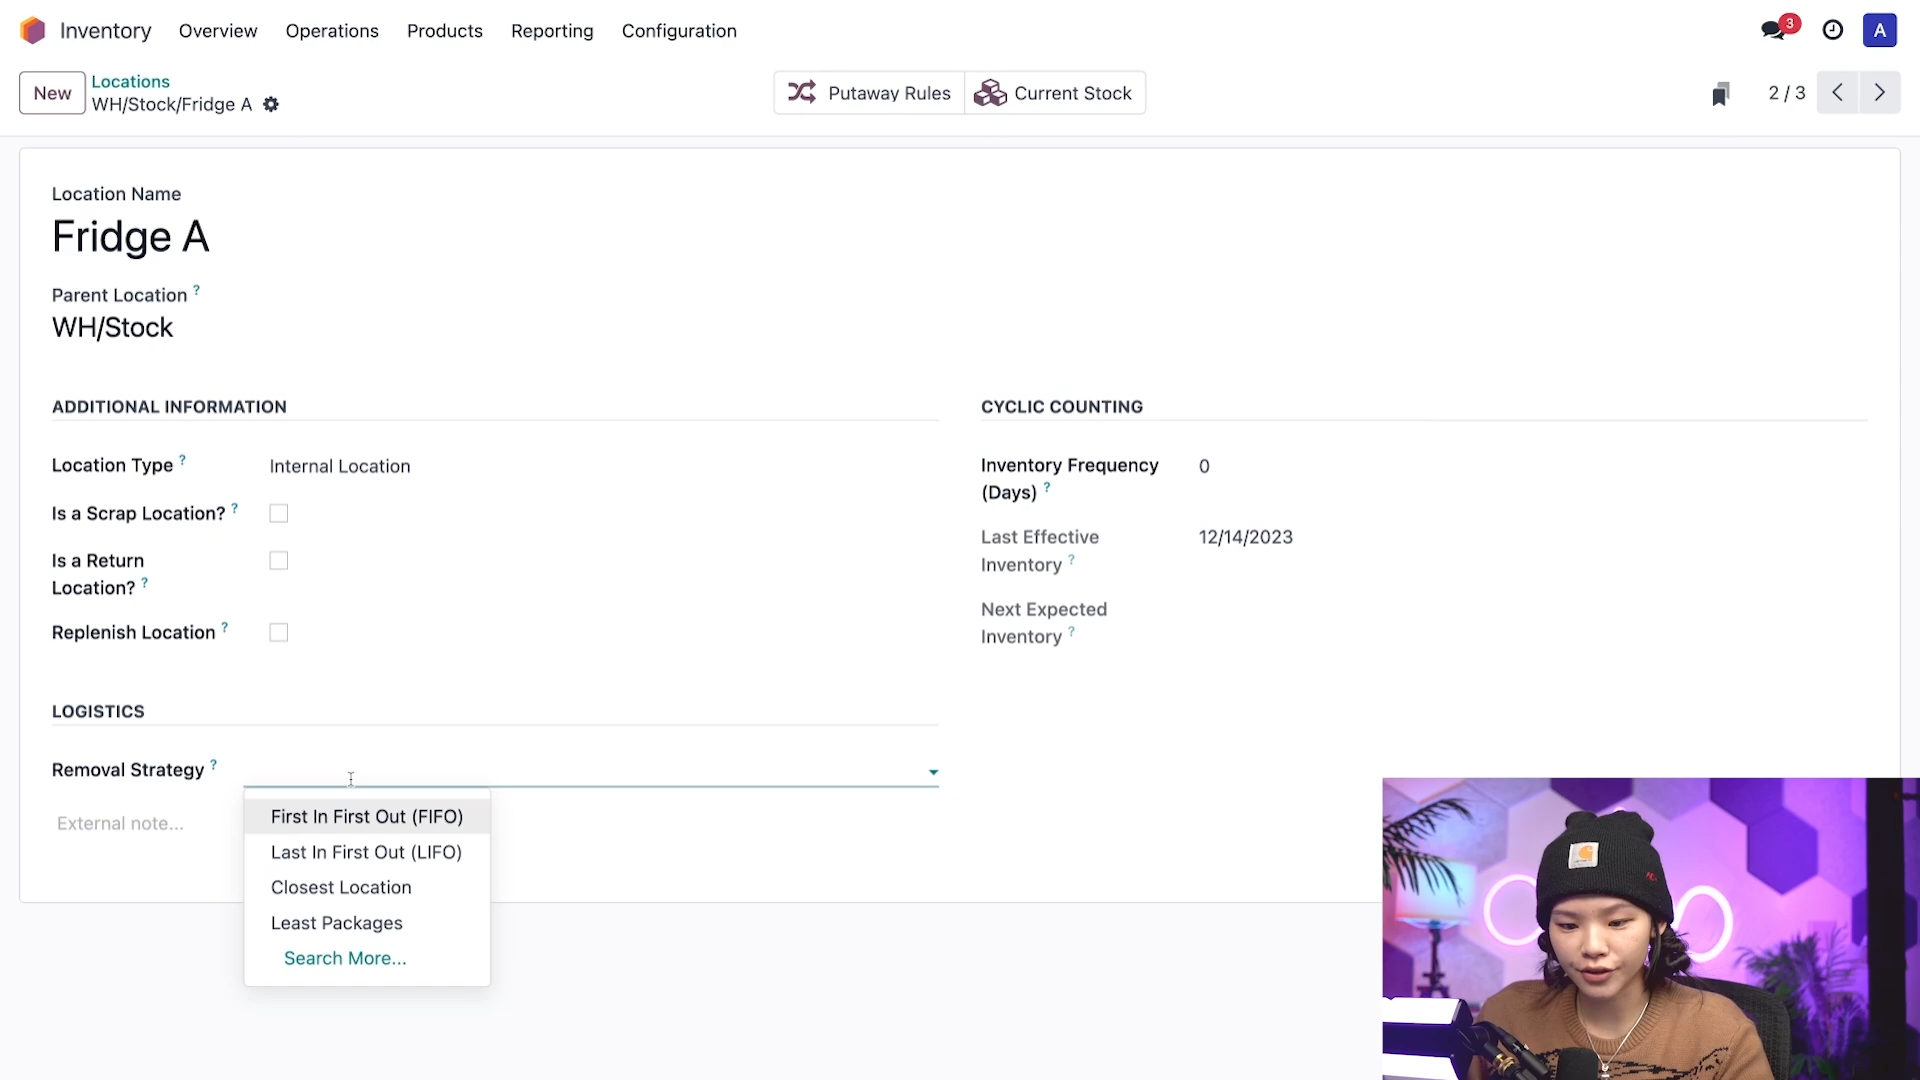 Inventory Overview Operations Products Reporting Configuration 3 A
New Locations
WH/Stock/Fridge A
Putaway Rules Current Stock 2 / 3
Location Name
Fridge A
Parent Location ?
WH/Stock
ADDITIONAL INFORMATION
Location Type ? Internal Location
Is a Scrap Location? ?
Is a Return
Location? ?
Replenish Location ?
CYCLIC COUNTING
Inventory Frequency
(Days) ? 0
Last Effective
Inventory ? 12/14/2023
Next Expected
Inventory ?
LOGISTICS
Removal Strategy ?
External note...
First In First Out (FIFO)
Last In First Out (LIFO)
Closest Location
Least Packages
Search More...